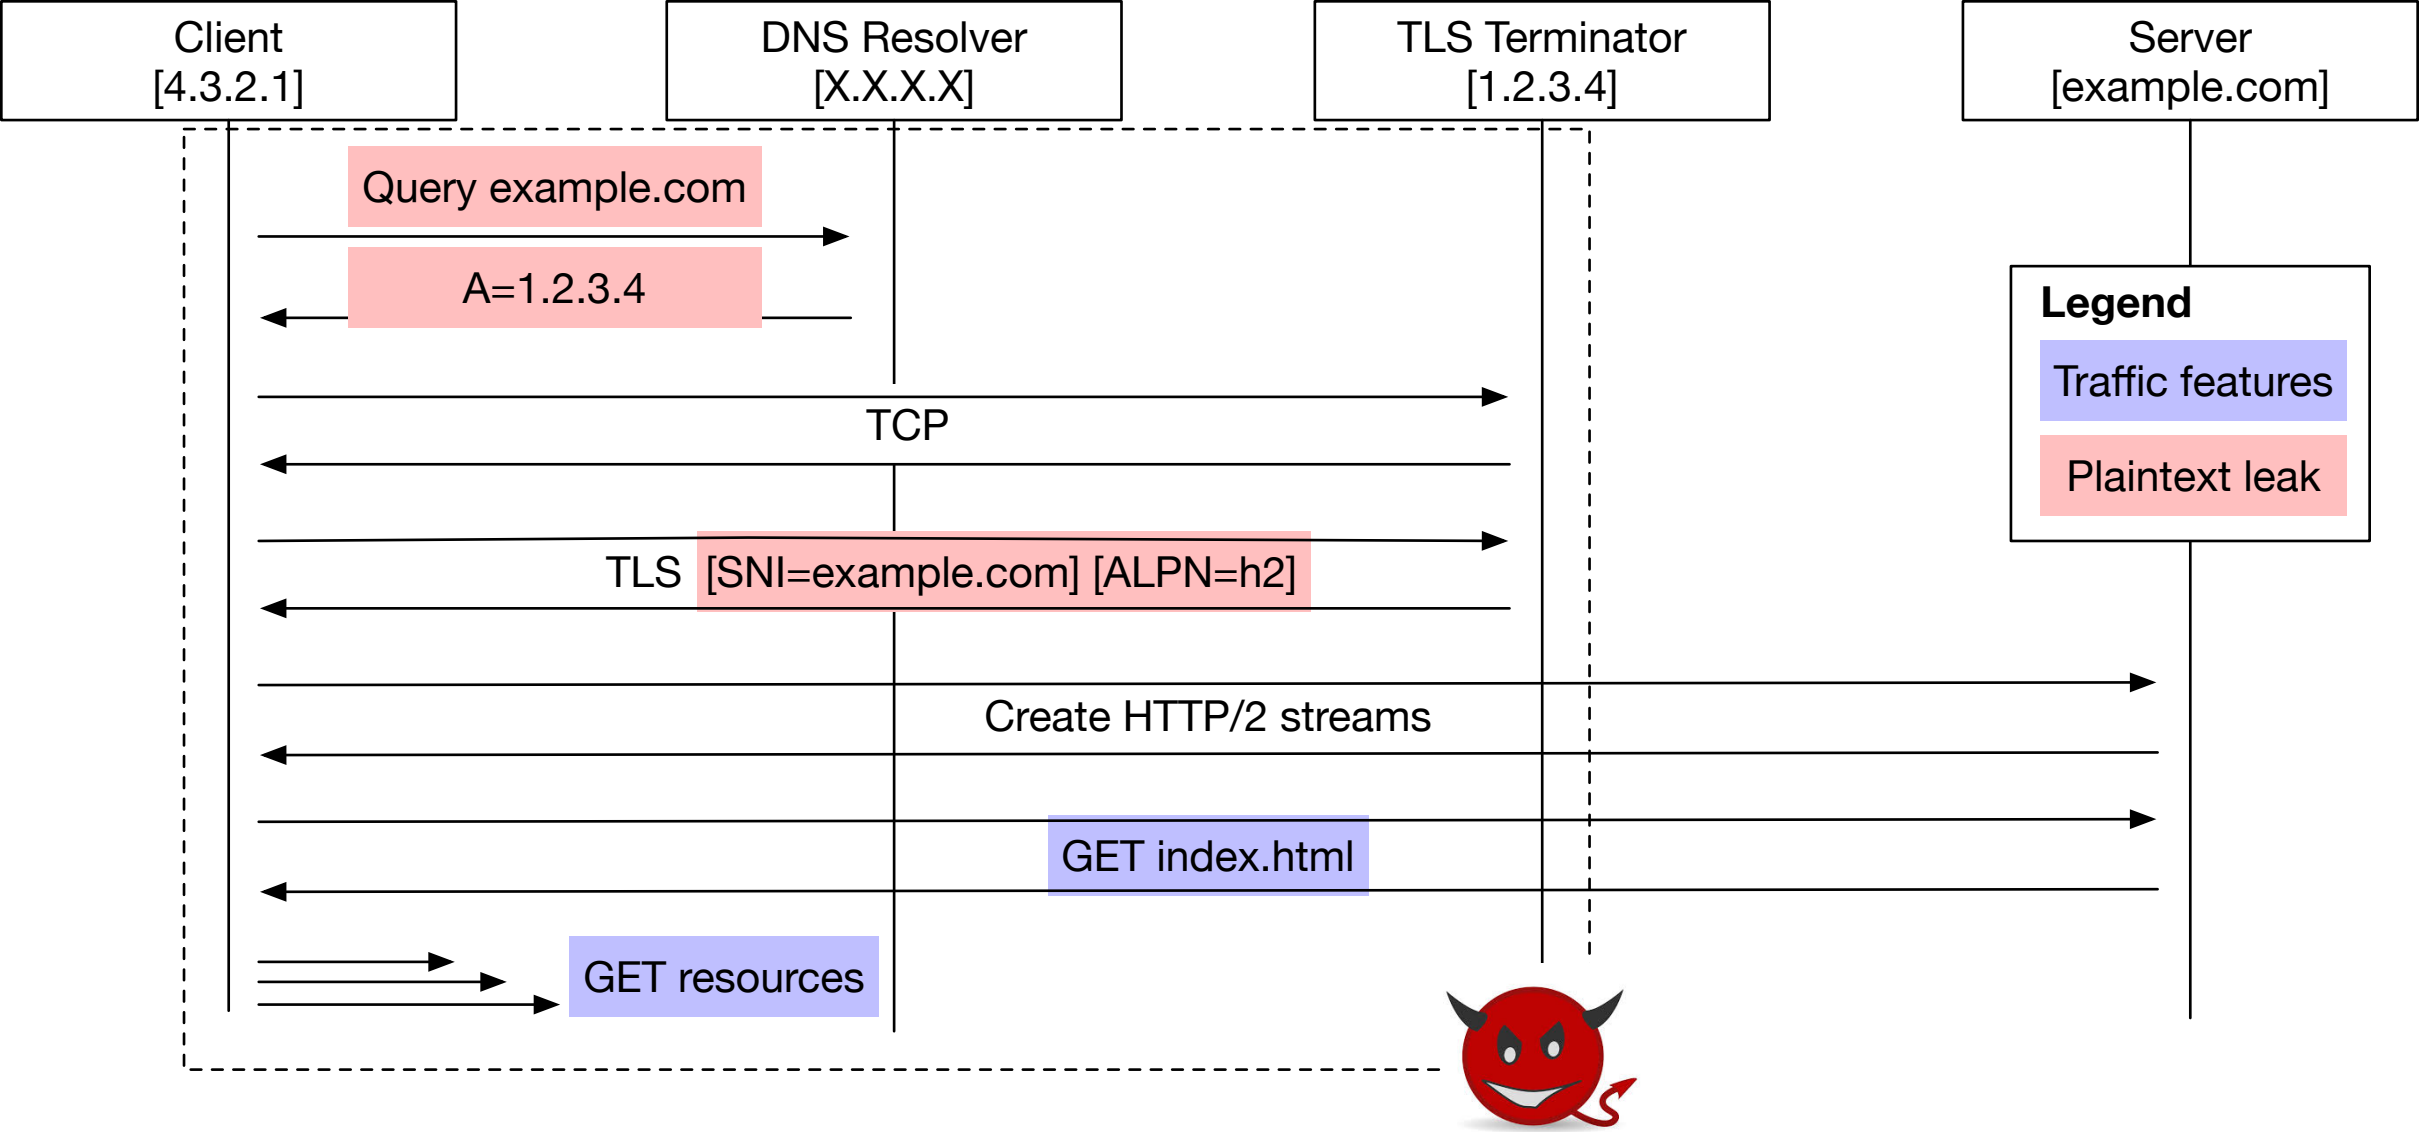 Client
[4.3.2.1]
DNS Resolver
[X.X.X.X]
TLS Terminator
[1.2.3.4]
Server
[example.com]
Query example.com
A=1.2.3.4
Legend
Traffic features
Plaintext leak
TCP
TLS [SNI=example.com] [ALPN=h2]
Create HTTP/2 streams
GET index.html
GET resources